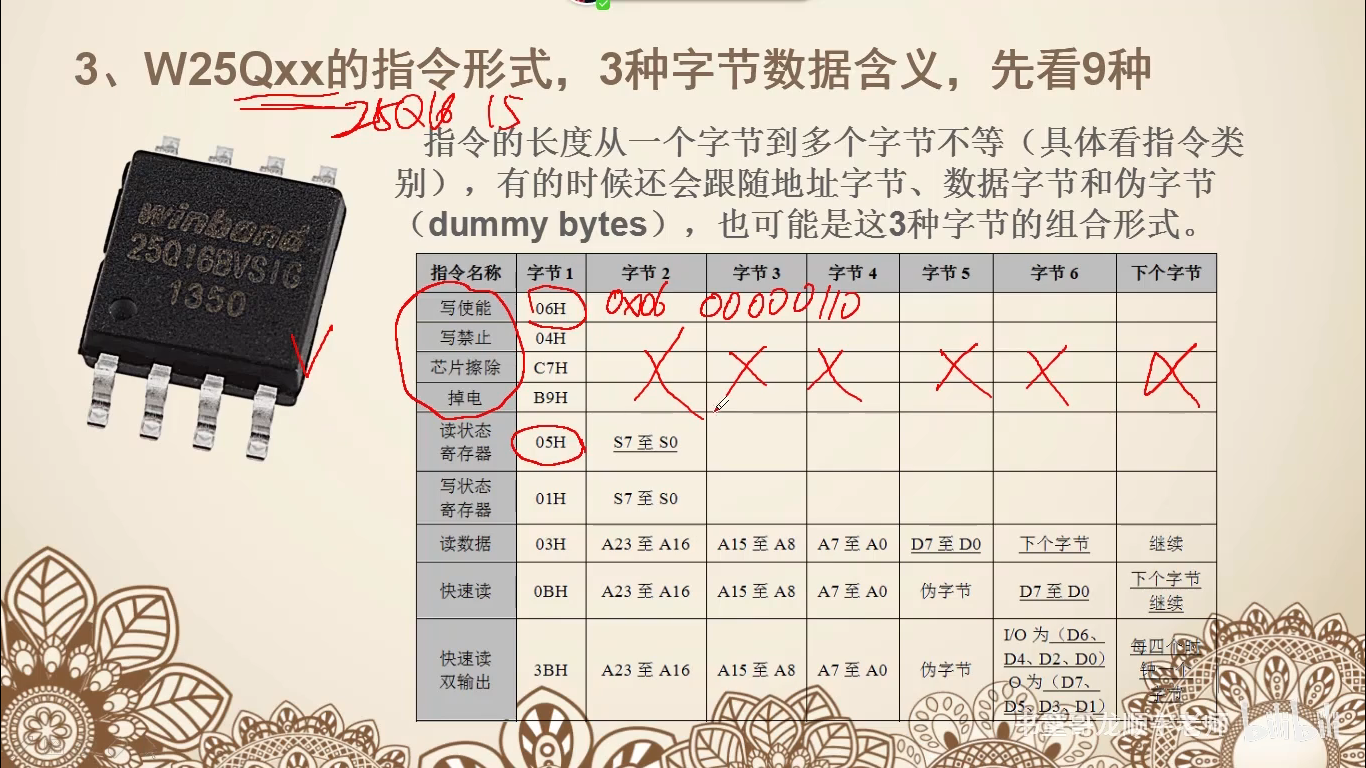 3、W25Qxx的指令形式，3种字节数据含义，先看9种
25Q16 15
指令的长度从一个字节到多个字节不等（具体看指令类
别），有的时候还会跟随地址字节、数据字节和伪字节
（dummy bytes），也可能是这3种字节的组合形式。
winbond
25Q16BVSIG
1350
指令名称 字节 1 字节 2 字节 3 字节 4 字节 5 字节 6 下个字节
写使能 06H 0x06 00000110
写禁止 04H
芯片擦除 C7H
掉电 B9H
读状态
寄存器 05H S7 至 S0
写状态
寄存器 01H S7 至 S0
读数据 03H A23 至 A16 A15 至 A8 A7 至 A0 D7 至 D0 下个字节 继续
快速读 0BH A23 至 A16 A15 至 A8 A7 至 A0 伪字节 D7 至 D0 下个字节
继续
快速读
双输出 3BH A23 至 A16 A15 至 A8 A7 至 A0 伪字节 I/O 为（D6、
D4、D2、D0）
O 为（D7、
D5、D3、D1） 每四个时
钟一个
字节
龙顺宇老师
bilibili